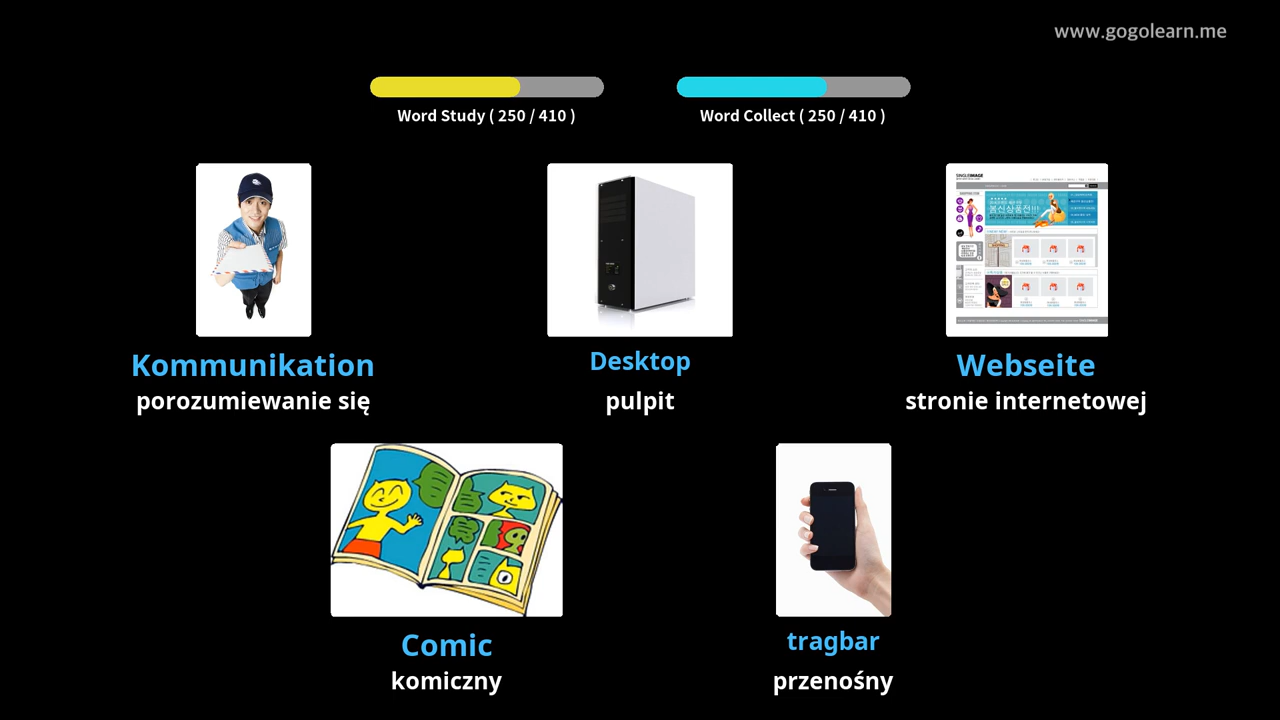 www.gogolearn.me
Word Study ( 250 / 410 )
Word Collect ( 250 / 410 )
Kommunikation
porozumiewanie się
Desktop
pulpit
Webseite
stronie internetowej
Comic
komiczny
tragbar
przenośny